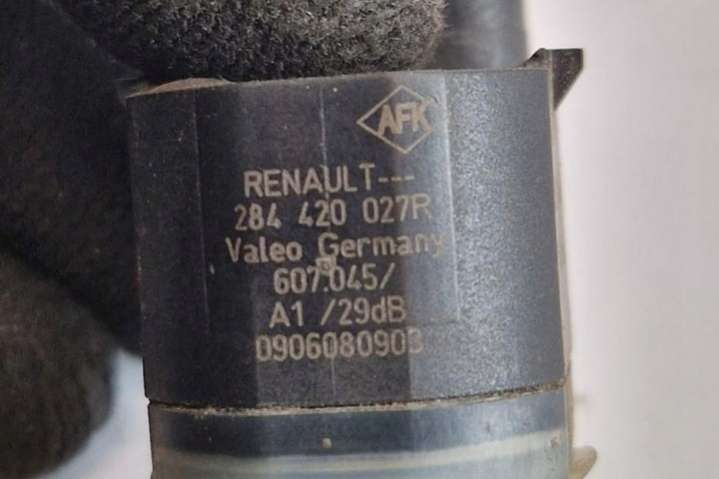 AFK
RENAULT---
284 420 027R
Valeo Germany
607.045/
A1 /29dB
0906080903